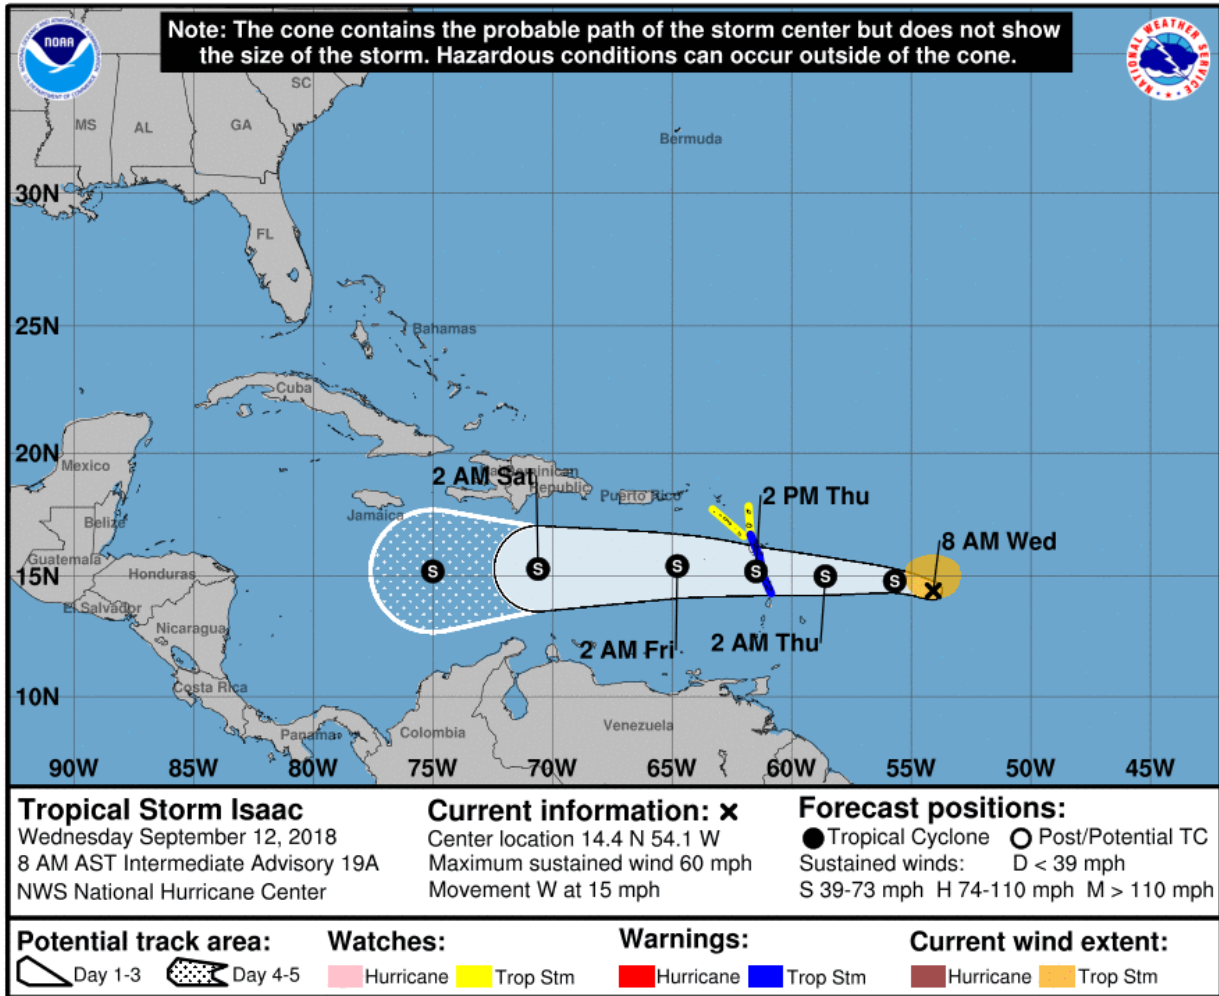 Note: The cone contains the probable path of the storm center but does not show
the size of the storm. Hazardous conditions can occur outside of the cone.
NOAA
NATIONAL WEATHER SERVICE
SC
MS
AL
GA
Bermuda
30N
FL
25N
Bahamas
Cuba
20N
Mexico
2 AM Sat
Dominican
Republic
Puerto Rico
2 PM Thu
Jamaica
Belize
8 AM Wed
Guatemala
15N
Honduras
S
S
S
S
S
S
El Salvador
Nicaragua
2 AM Fri
2 AM Thu
Costa Rica
10N
Panama
Colombia
Venezuela
90W 85W 80W 75W 70W 65W 60W 55W 50W 45W
Tropical Storm Isaac
Wednesday September 12, 2018
8 AM AST Intermediate Advisory 19A
NWS National Hurricane Center
Current information: ×
Center location 14.4 N 54.1 W
Maximum sustained wind 60 mph
Movement W at 15 mph
Forecast positions:
Tropical Cyclone Post/Potential TC
Sustained winds: D < 39 mph
S 39-73 mph H 74-110 mph M > 110 mph
Potential track area:
Day 1-3 Day 4-5
Watches:
Hurricane Trop Stm
Warnings:
Hurricane Trop Stm
Current wind extent:
Hurricane Trop Stm